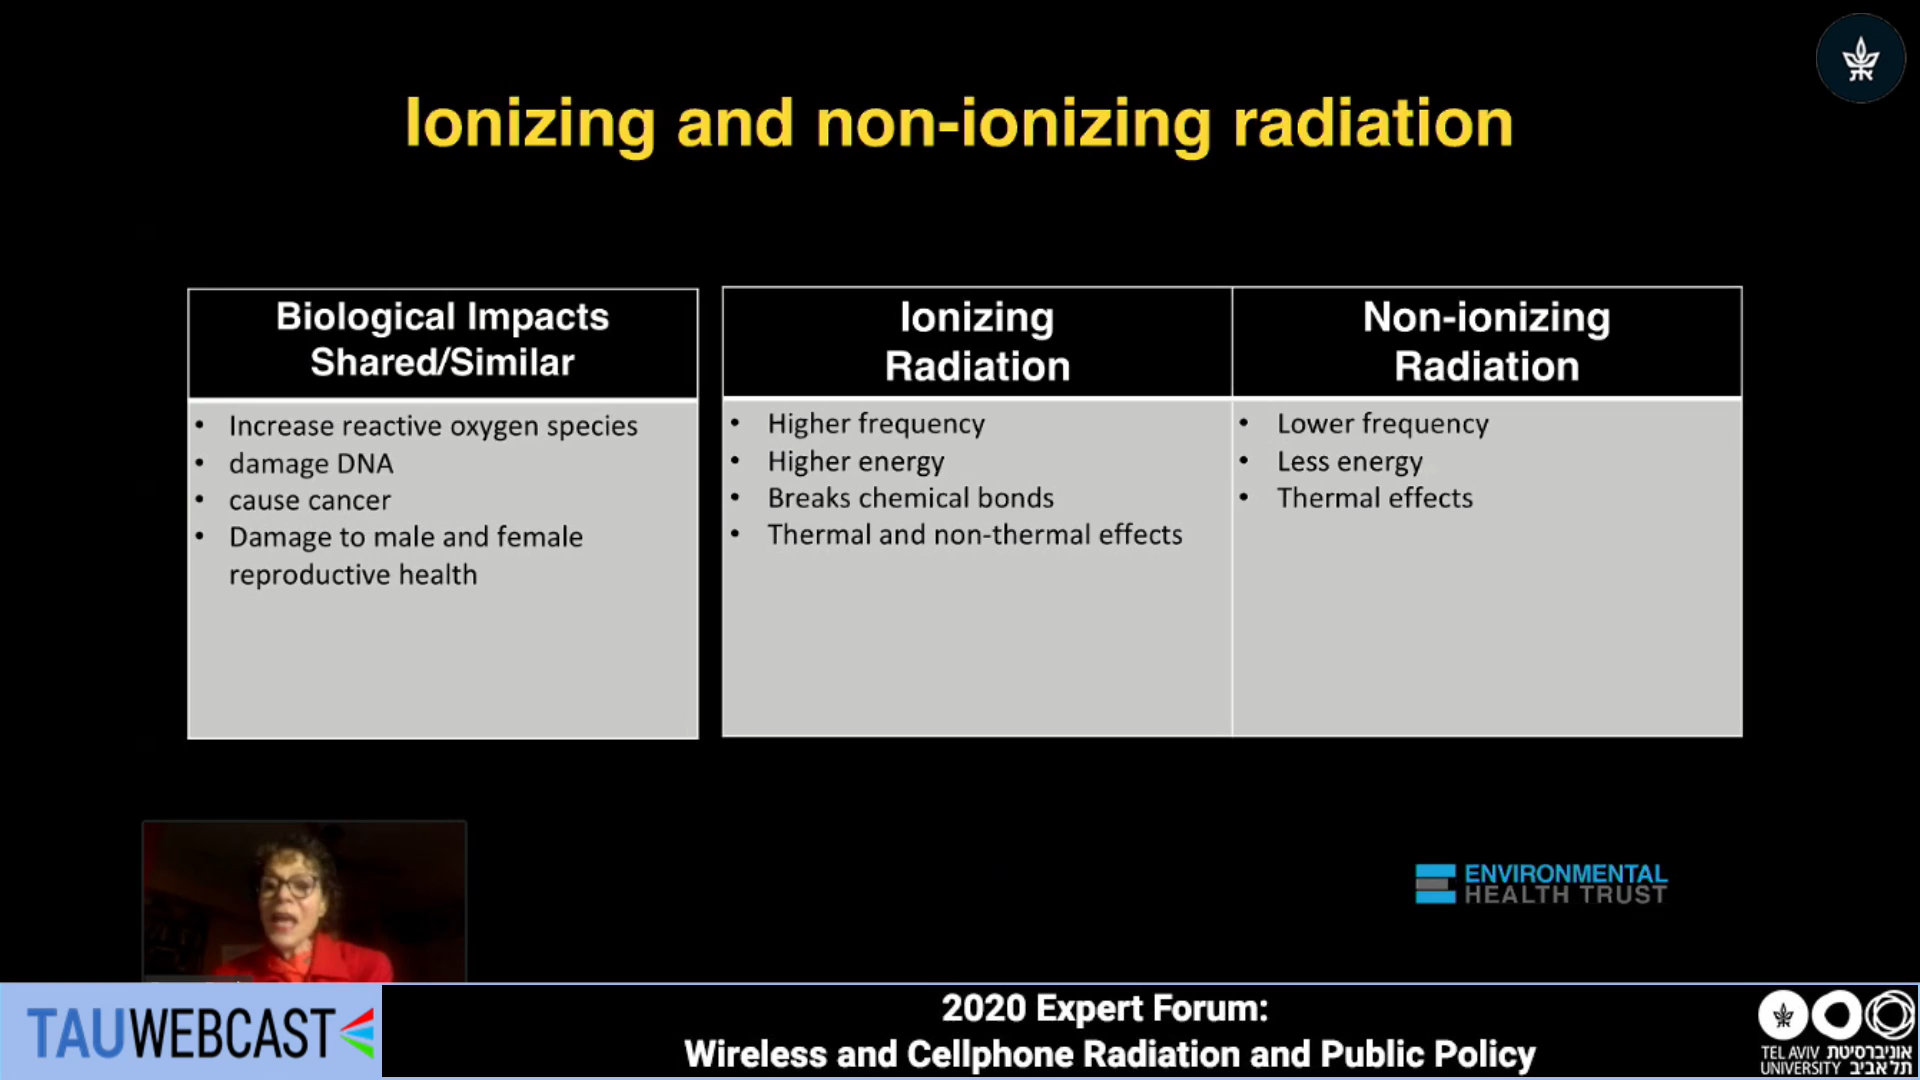 Ionizing and non-ionizing radiation
Biological Impacts
Shared/Similar
• Increase reactive oxygen species
• damage DNA
• cause cancer
• Damage to male and female
reproductive health
Ionizing
Radiation
• Higher frequency
• Higher energy
• Breaks chemical bonds
• Thermal and non-thermal effects
Non-ionizing
Radiation
• Lower frequency
• Less energy
• Thermal effects
ENVIRONMENTAL
HEALTH TRUST
TAUWEBCAST
2020 Expert Forum:
Wireless and Cellphone Radiation and Public Policy
TEL AVIV אוניברסיטת
UNIVERSITY תל אביב